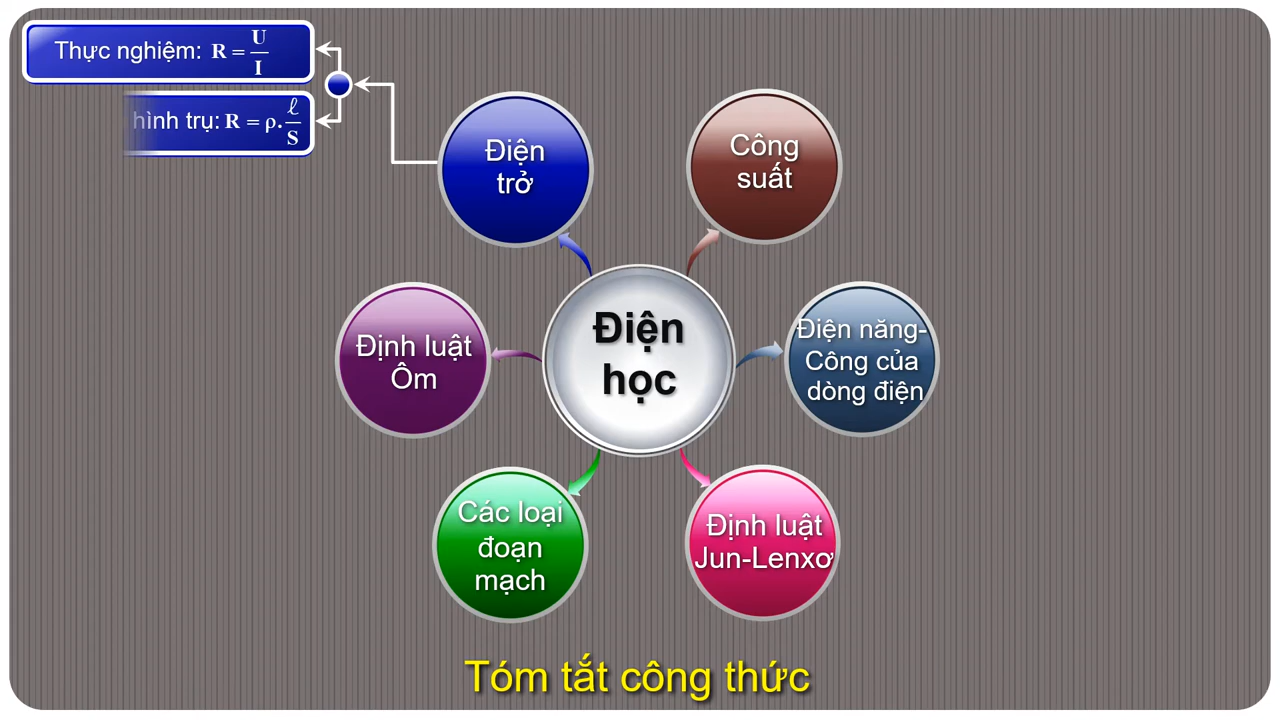 Thực nghiệm: R = U/I
hình trụ: R = ρ.ℓ/S
Điện
trở
Công
suất
Định luật
Ôm
Điện
học
Điện năng-
Công của
dòng điện
Các loại
đoạn
mạch
Định luật
Jun-Lenxơ
Tóm tắt công thức